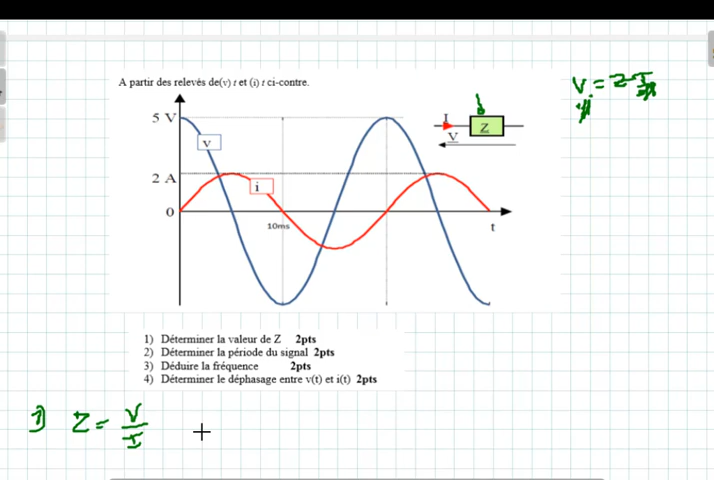 A partir des relevés de(v) t et (i) t ci-contre.
V = Z I
5 V
v
I
Z
V
2 A
i
0
10ms
t
1) Déterminer la valeur de Z 2pts
2) Déterminer la période du signal 2pts
3) Déduire la fréquence 2pts
4) Déterminer le déphasage entre v(t) et i(t) 2pts
1) Z = V/I